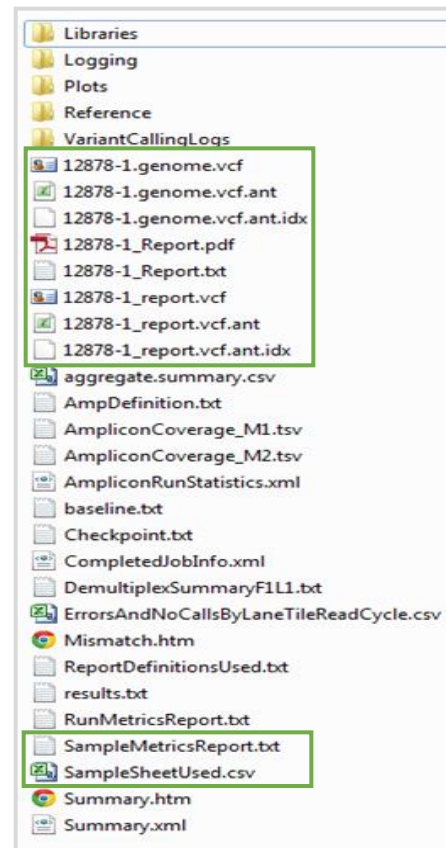 Libraries
Logging
Plots
Reference
VariantCallingLogs
12878-1.genome.vcf
12878-1.genome.vcf.ant
12878-1.genome.vcf.ant.idx
12878-1_Report.pdf
12878-1_Report.txt
12878-1_report.vcf
12878-1_report.vcf.ant
12878-1_report.vcf.ant.idx
aggregate.summary.csv
AmpDefinition.txt
AmpliconCoverage_M1.tsv
AmpliconCoverage_M2.tsv
AmpliconRunStatistics.xml
baseline.txt
Checkpoint.txt
CompletedJobInfo.xml
DemultiplexSummaryF1L1.txt
ErrorsAndNoCallsByLaneTileReadCycle.csv
Mismatch.htm
ReportDefinitionsUsed.txt
results.txt
RunMetricsReport.txt
SampleMetricsReport.txt
SampleSheetUsed.csv
Summary.htm
Summary.xml